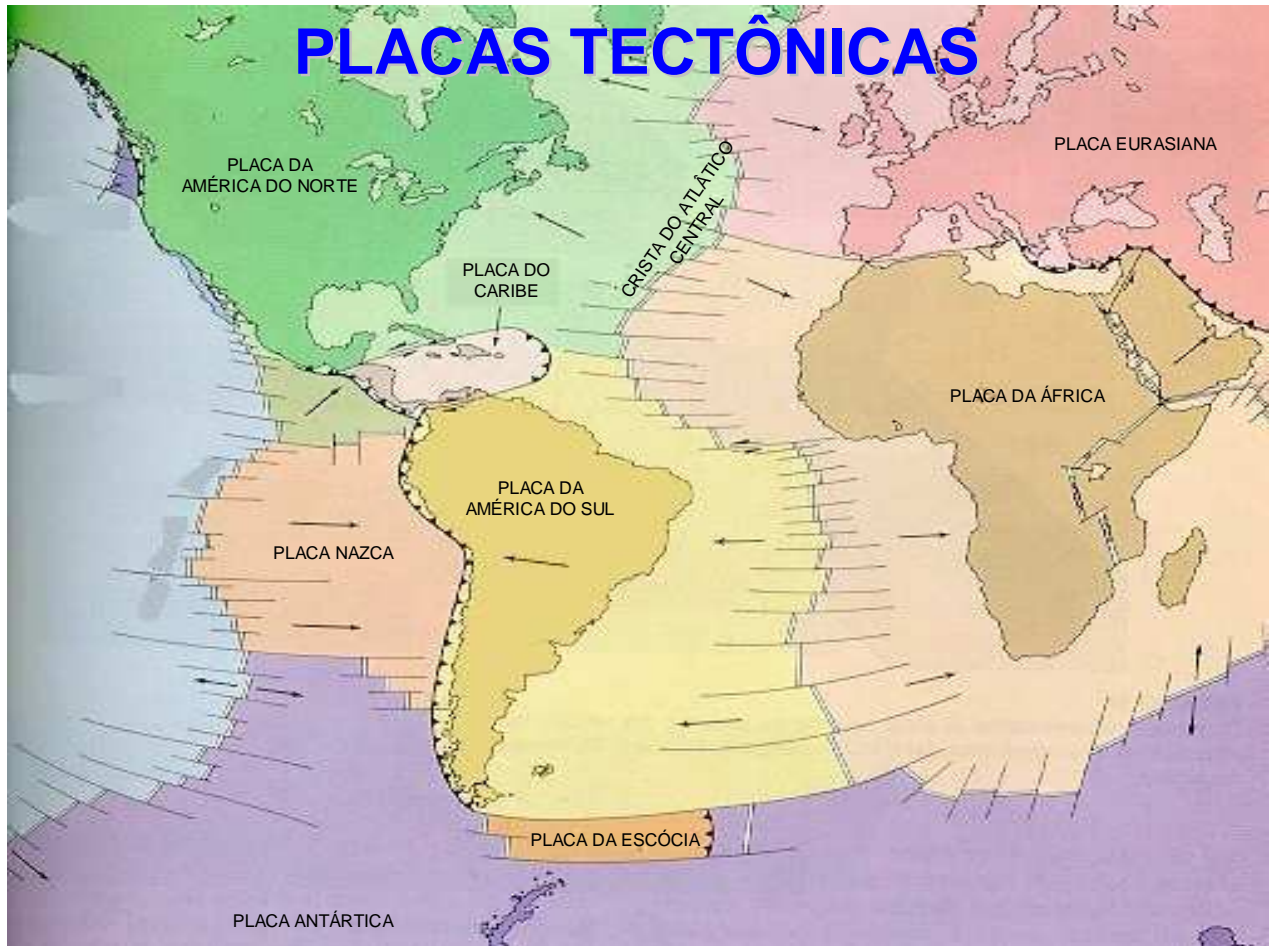 PLACAS TECTÔNICAS
PLACA EURASIANA
PLACA DA
AMÉRICA DO NORTE
CRISTA DO ATLÂTICO
CENTRAL
PLACA DO
CARIBE
PLACA DA ÁFRICA
PLACA DA
AMÉRICA DO SUL
PLACA NAZCA
PLACA DA ESCÓCIA
PLACA ANTÁRTICA